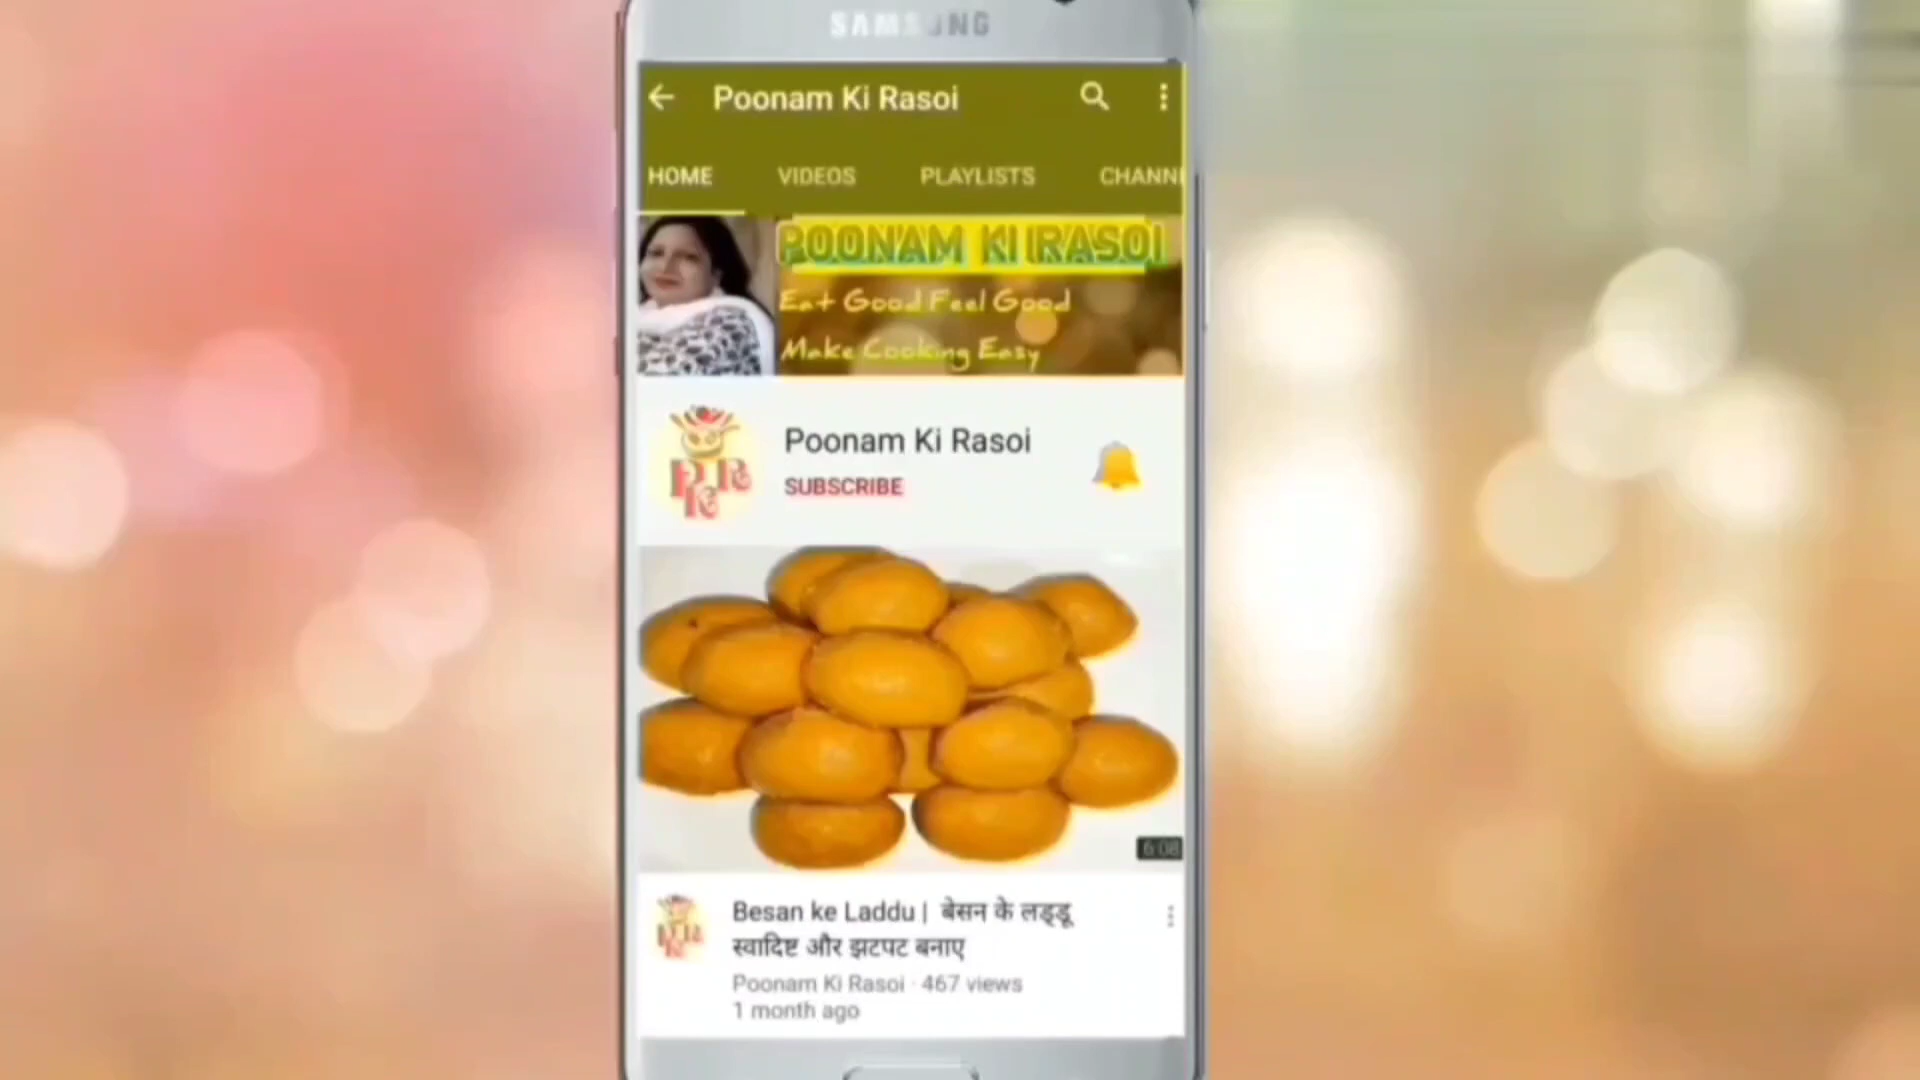 SAMSUNG
Poonam Ki Rasoi
HOME VIDEOS PLAYLISTS CHANNE
POONAM KI RASOI
Eat Good Feel Good
Make Cooking Easy
PKR
Poonam Ki Rasoi
SUBSCRIBE
6:08
Besan ke Laddu | बेसन के लड्डू
स्वादिष्ट और झटपट बनाए
Poonam Ki Rasoi · 467 views
1 month ago